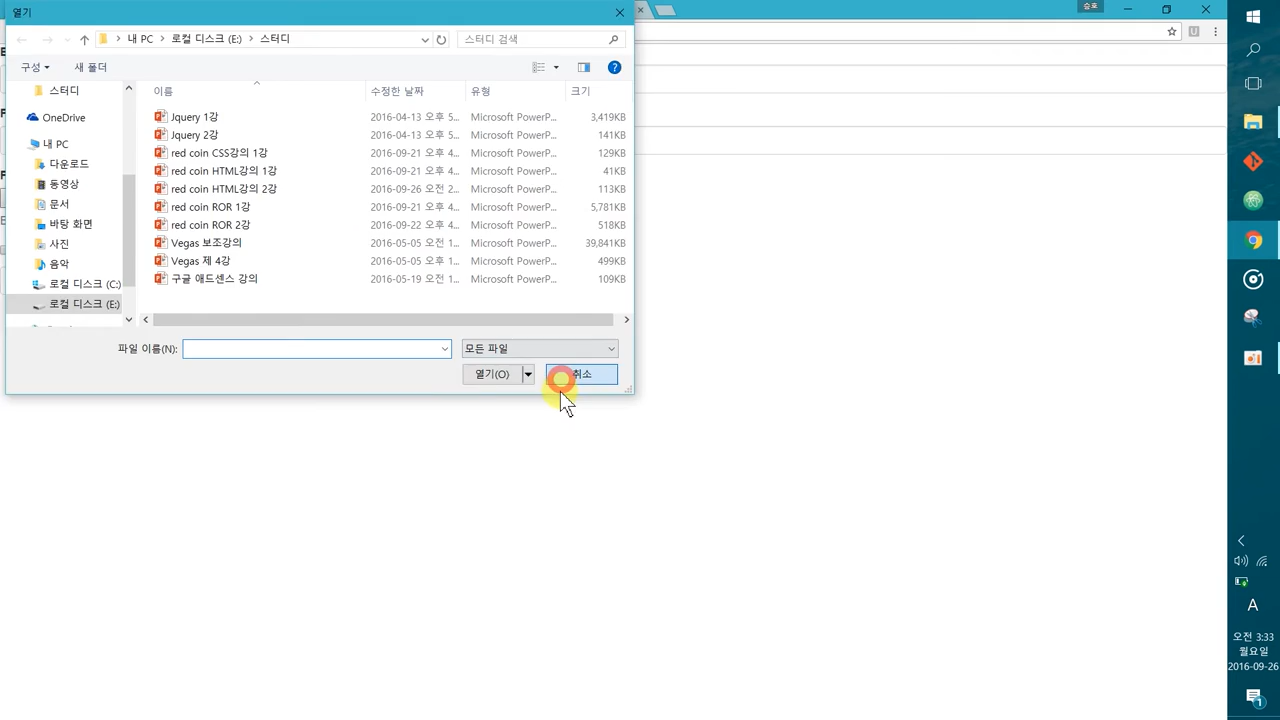 열기
승호
내 PC 로컬 디스크 (E:) 스터디
스터디 검색
구성 새 폴더
이름 수정한 날짜 유형 크기
스터디
OneDrive
내 PC
다운로드
동영상
문서
바탕 화면
사진
음악
로컬 디스크 (C:)
로컬 디스크 (E:)
Jquery 1강 2016-04-13 오후 5... Microsoft PowerP... 3,419KB
Jquery 2강 2016-04-13 오후 5... Microsoft PowerP... 141KB
red coin CSS강의 1강 2016-09-21 오후 4... Microsoft PowerP... 129KB
red coin HTML강의 1강 2016-09-21 오후 4... Microsoft PowerP... 41KB
red coin HTML강의 2강 2016-09-26 오전 2... Microsoft PowerP... 113KB
red coin ROR 1강 2016-09-21 오후 4... Microsoft PowerP... 5,781KB
red coin ROR 2강 2016-09-22 오후 4... Microsoft PowerP... 518KB
Vegas 보조강의 2016-05-05 오전 1... Microsoft PowerP... 39,841KB
Vegas 제 4강 2016-05-05 오전 1... Microsoft PowerP... 499KB
구글 애드센스 강의 2016-05-19 오전 1... Microsoft PowerP... 109KB
파일 이름(N):
모든 파일
열기(O)
취소
A
오전 3:33
월요일
2016-09-26
1